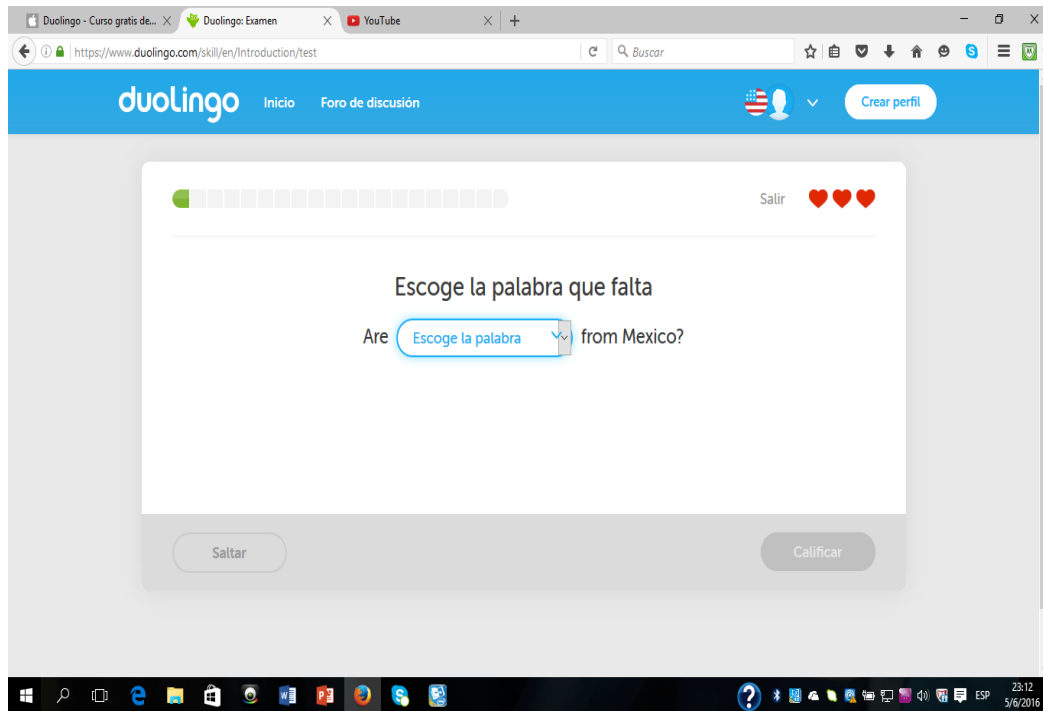 Duolingo - Curso gratis de...
Duolingo: Examen
YouTube
https://www.duolingo.com/skill/en/Introduction/test
Buscar
duolingo Inicio Foro de discusión Crear perfil
Salir
Escoge la palabra que falta
Are Escoge la palabra from Mexico?
Saltar Calificar
ESP
23:12
5/6/2016